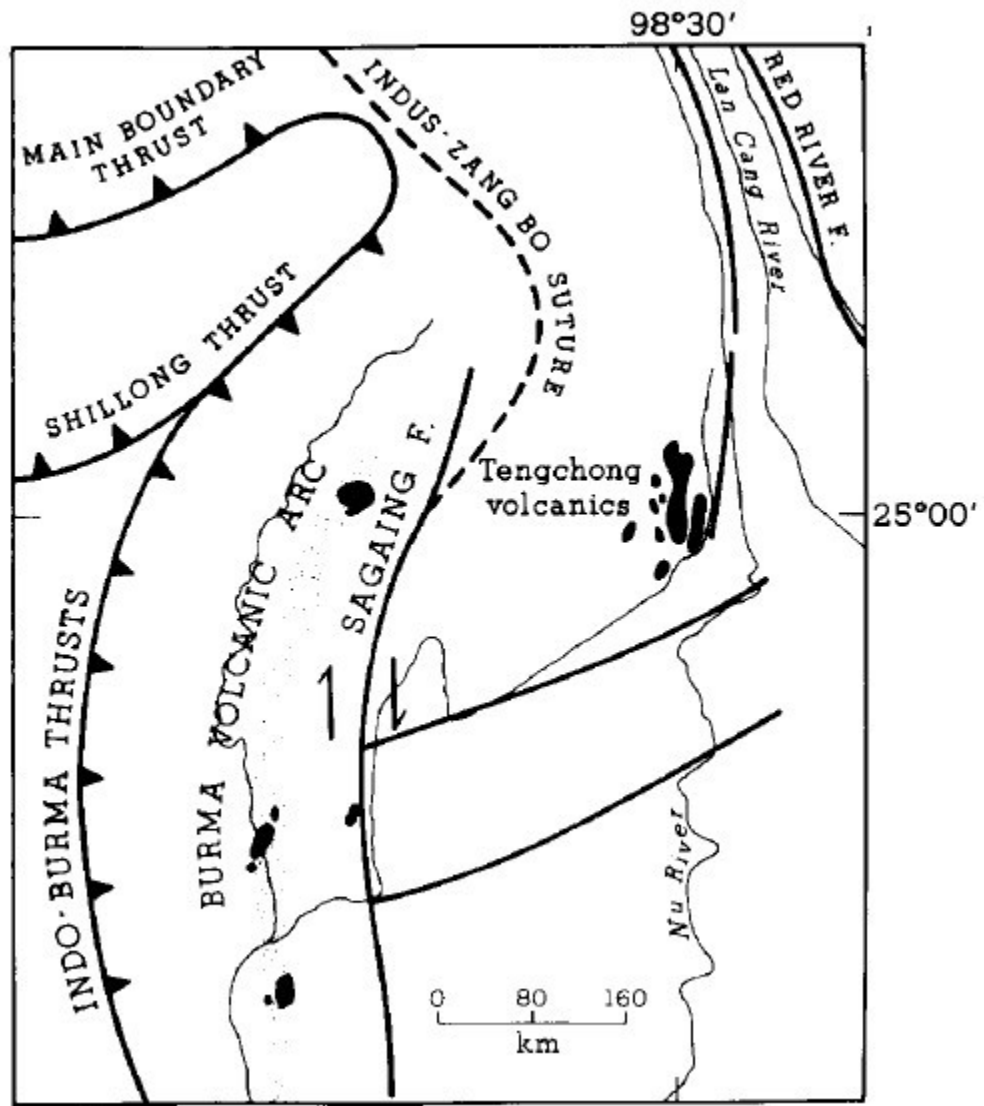 98°30'
MAIN BOUNDARY
THRUST
INDUS-ZANG BO SUTURE
Lan Cang River
RED RIVER F.
SHILLONG THRUST
BURMA VOLCANIC ARC
SAGAING F.
Tengchong
volcanics
25°00'
INDO-BURMA THRUSTS
Nu River
0 80 160
km